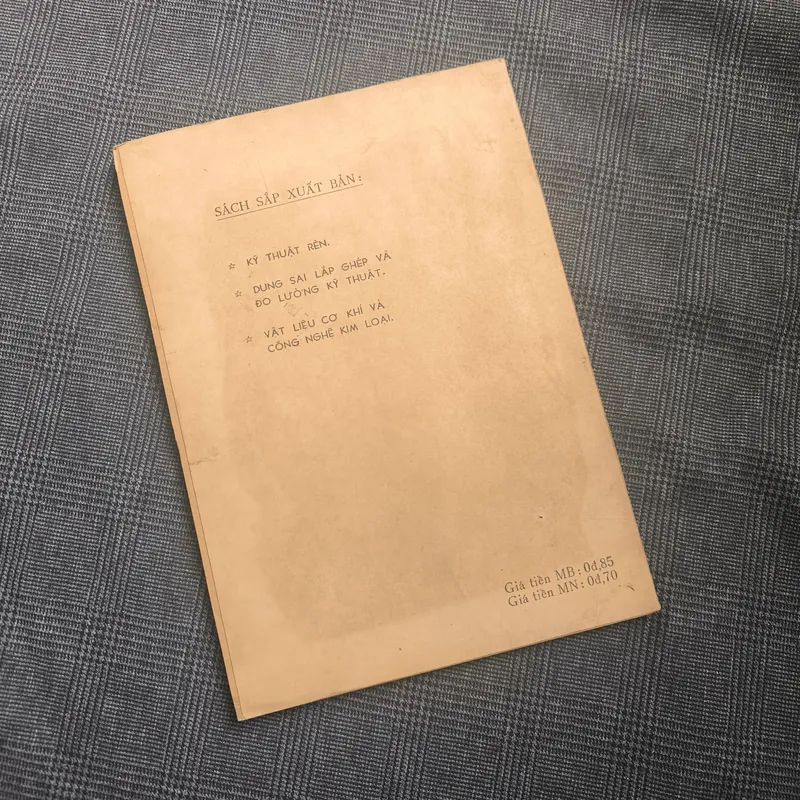 SÁCH SẮP XUẤT BẢN:
☆ KỸ THUẬT RÈN.
☆ DUNG SAI LẮP GHÉP VÀ
ĐO LƯỜNG KỸ THUẬT.
☆ VẬT LIỆU CƠ KHÍ VÀ
CÔNG NGHỆ KIM LOẠI.
Giá tiền MB: 0đ,85
Giá tiền MN: 0đ,70